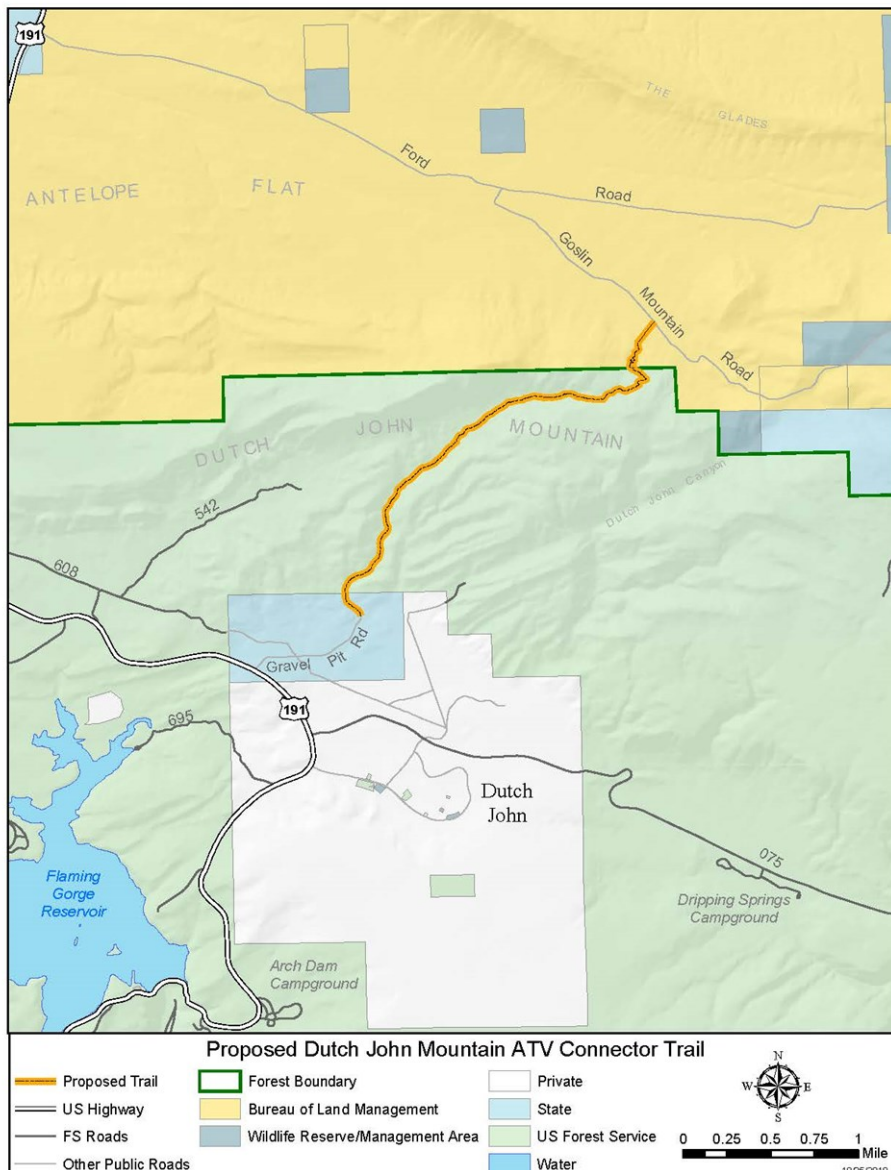 191
THE GLADES
Ford Road
ANTELOPE FLAT
Goslin Mountain Road
DUTCH JOHN MOUNTAIN
Dutch John Canyon
542
608
Gravel Pit Rd
191
695
Dutch
John
075
Flaming
Gorge
Reservoir
Dripping Springs
Campground
Arch Dam
Campground
Proposed Dutch John Mountain ATV Connector Trail
Proposed Trail
US Highway
FS Roads
Other Public Roads
Forest Boundary
Bureau of Land Management
Wildlife Reserve/Management Area
Private
State
US Forest Service
Water
N
W E
S
0 0.25 0.5 0.75 1
Mile